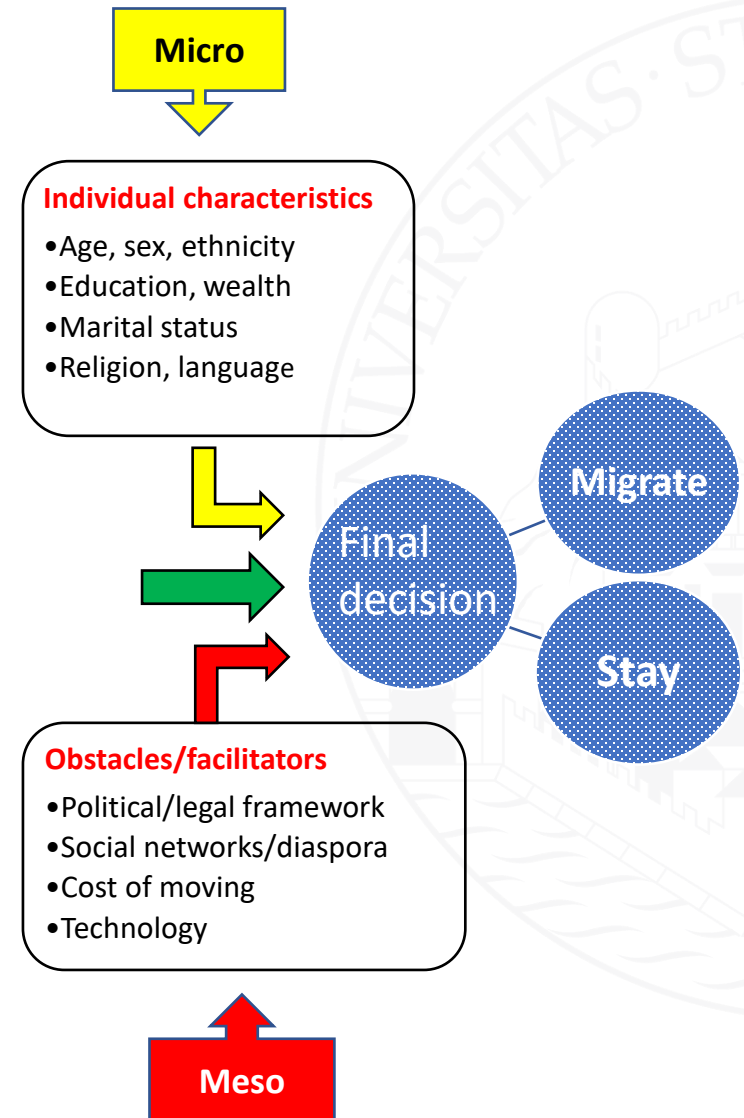 Micro
Individual characteristics
•Age, sex, ethnicity
•Education, wealth
•Marital status
•Religion, language
Migrate
Final
decision
Stay
Obstacles/facilitators
•Political/legal framework
•Social networks/diaspora
•Cost of moving
•Technology
Meso